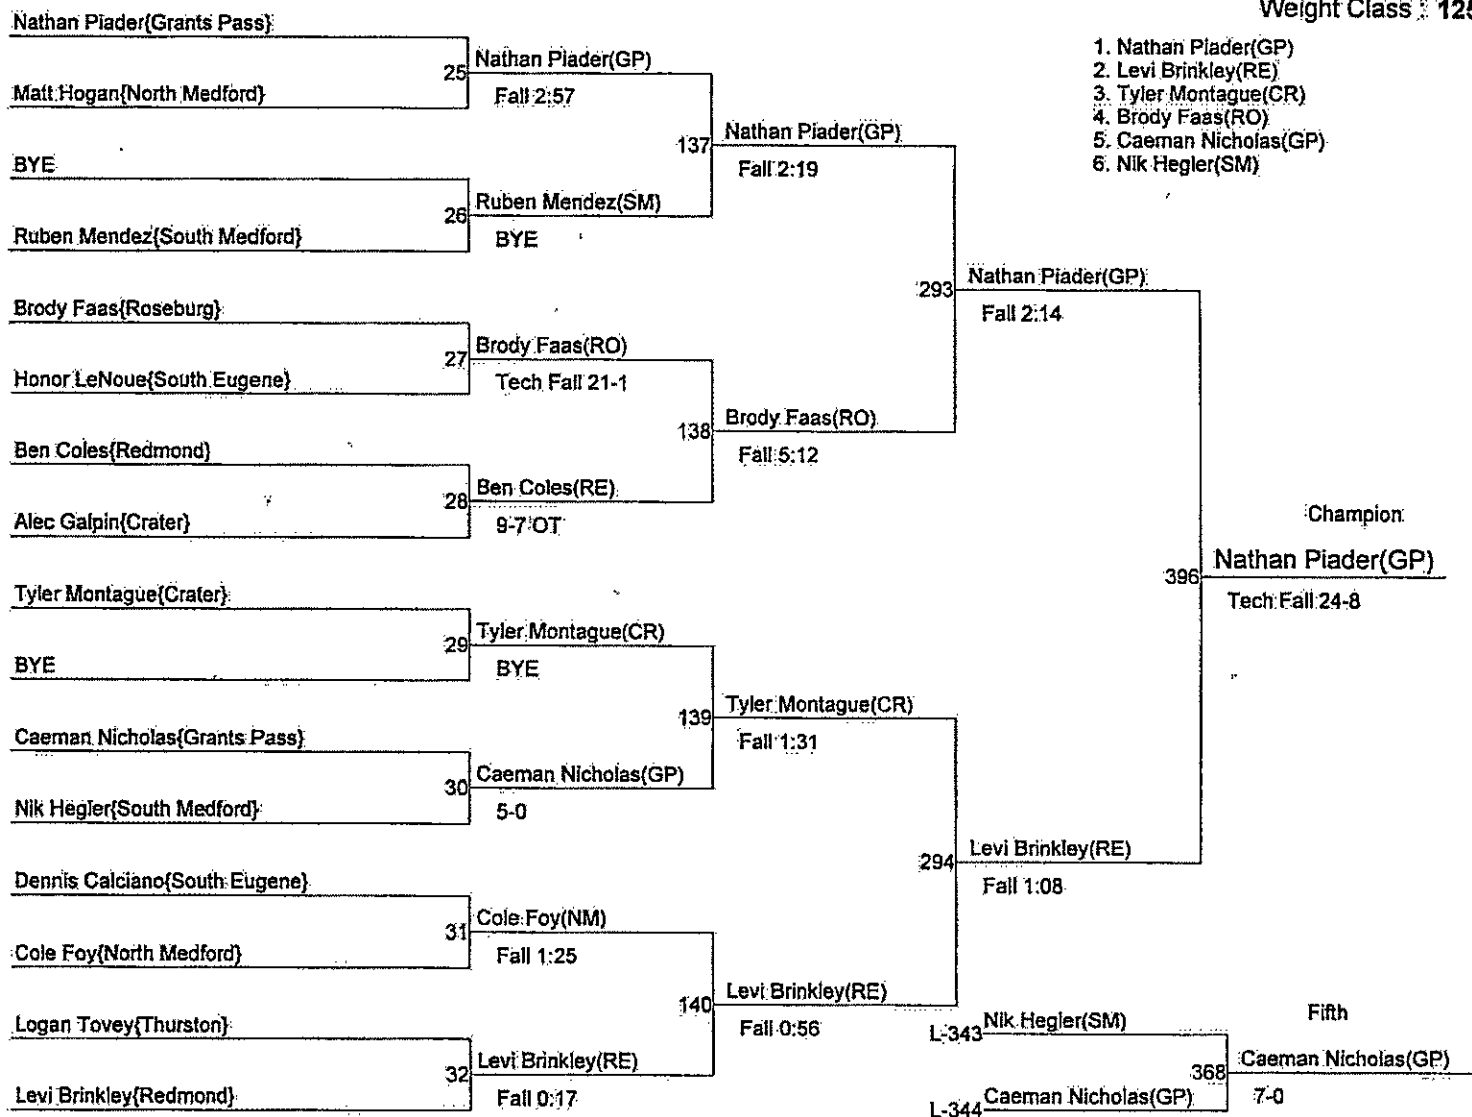 Weight Class : 125
1. Nathan Piader(GP)
2. Levi Brinkley(RE)
3. Tyler Montague(CR)
4. Brody Faas(RO)
5. Caeman Nicholas(GP)
6. Nik Hegler(SM)
Nathan Piader{Grants Pass}
25 Nathan Piader(GP)
Matt Hogan{North Medford}
Fall 2:57
137 Nathan Piader(GP)
Fall 2:19
BYE
26 Ruben Mendez(SM)
Ruben Mendez{South Medford}
BYE
293 Nathan Piader(GP)
Fall 2:14
Brody Faas{Roseburg}
27 Brody Faas(RO)
Honor LeNoue{South Eugene}
Tech Fall 21-1
138 Brody Faas(RO)
Fall 5:12
Ben Coles{Redmond}
28 Ben Coles(RE)
Alec Galpin{Crater}
9-7 OT
Champion
396 Nathan Piader(GP)
Tech Fall 24-8
Tyler Montague{Crater}
29 Tyler Montague(CR)
BYE
BYE
139 Tyler Montague(CR)
Fall 1:31
Caeman Nicholas{Grants Pass}
30 Caeman Nicholas(GP)
Nik Hegler{South Medford}
5-0
294 Levi Brinkley(RE)
Fall 1:08
Dennis Calciano{South Eugene}
31 Cole Foy(NM)
Cole Foy{North Medford}
Fall 1:25
140 Levi Brinkley(RE)
Fall 0:56
Logan Tovey{Thurston}
32 Levi Brinkley(RE)
Levi Brinkley{Redmond}
Fall 0:17
L-343 Nik Hegler(SM)
Fifth
368 Caeman Nicholas(GP)
L-344 Caeman Nicholas(GP)
7-0